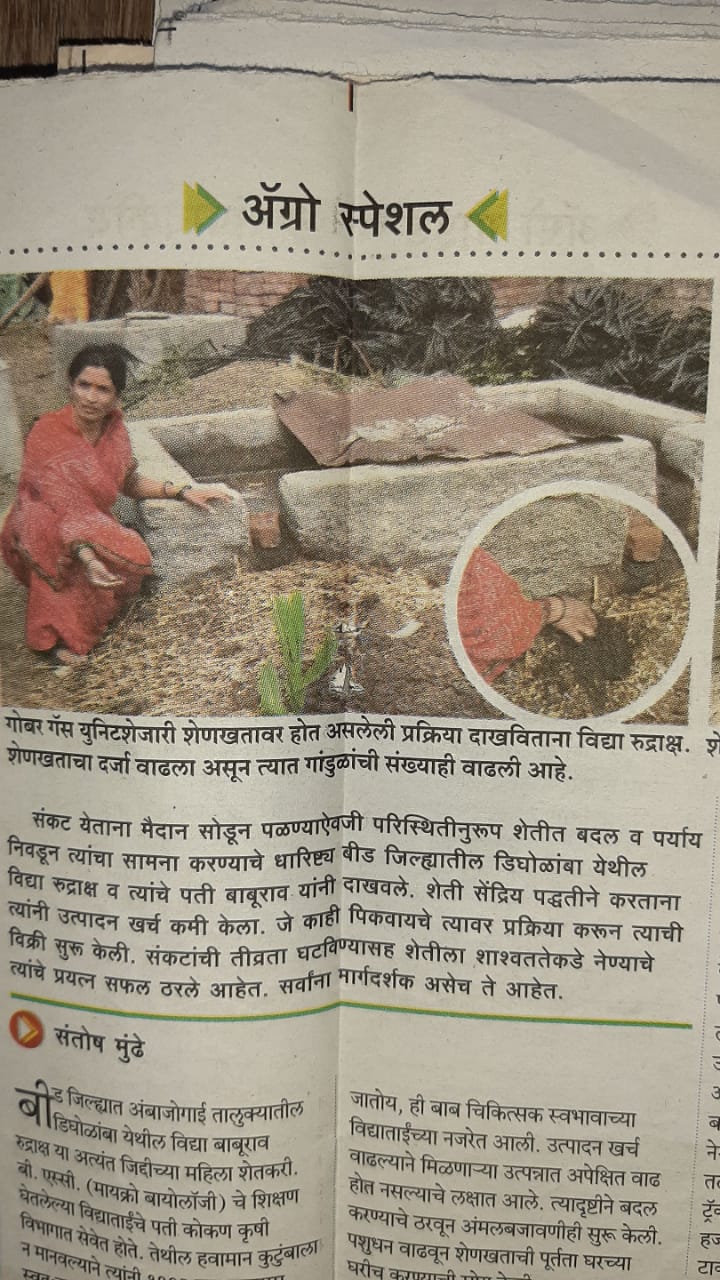 ॲग्रो स्पेशल
गोबर गॅस युनिटशेजारी शेणखतावर होत असलेली प्रक्रिया दाखविताना विद्या रुद्राक्ष.
शेणखताचा दर्जा वाढला असून त्यात गांडुळांची संख्याही वाढली आहे.
संकट येताना मैदान सोडून पळण्याऐवजी परिस्थितीनुरूप शेतीत बदल व पर्याय
निवडून त्यांचा सामना करण्याचे धारिष्ट्य बीड जिल्ह्यातील डिघोळांबा येथील
विद्या रुद्राक्ष व त्यांचे पती बाबूराव यांनी दाखवले. शेती सेंद्रिय पद्धतीने करताना
त्यांनी उत्पादन खर्च कमी केला. जे काही पिकवायचे त्यावर प्रक्रिया करून त्याची
विक्री सुरू केली. संकटांची तीव्रता घटविण्यासह शेतीला शाश्वततेकडे नेण्याचे
त्यांचे प्रयत्न सफल ठरले आहेत. सर्वांना मार्गदर्शक असेच ते आहेत.
संतोष मुंढे
बीड जिल्ह्यात अंबाजोगाई तालुक्यातील
डिघोळांबा येथील विद्या बाबूराव
रुद्राक्ष या अत्यंत जिद्दीच्या महिला शेतकरी.
बी. एस्सी. (मायक्रो बायोलॉजी) चे शिक्षण
घेतलेल्या विद्याताईंचे पती कोकण कृषी
विभागात सेवेत होते. तेथील हवामान कुटुंबाला
न मानवल्याने त्यांनी
जातोय, ही बाब चिकित्सक स्वभावाच्या
विद्याताईंच्या नजरेत आली. उत्पादन खर्च
वाढल्याने मिळणाऱ्या उत्पन्नात अपेक्षित वाढ
होत नसल्याचे लक्षात आले. त्यादृष्टीने बदल
करण्याचे ठरवून अंमलबजावणीही सुरू केली.
पशुधन वाढवून शेणखताची पूर्तता घरच्या
घरीच करण्याची